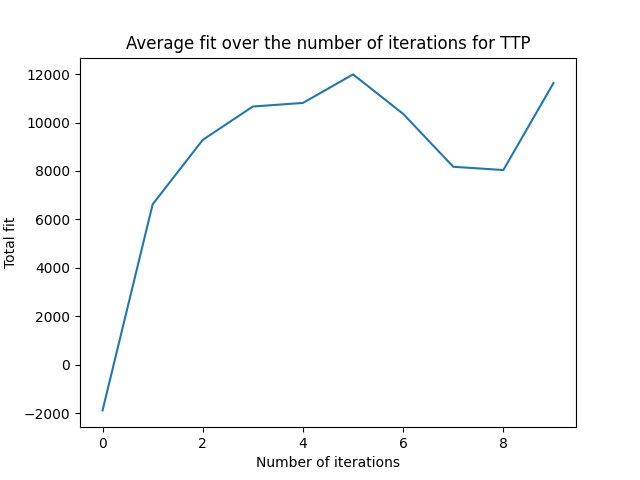 Average fit over the number of iterations for TTP
12000
10000
8000
6000
4000
2000
0
−2000
Total fit
0 2 4 6 8
Number of iterations